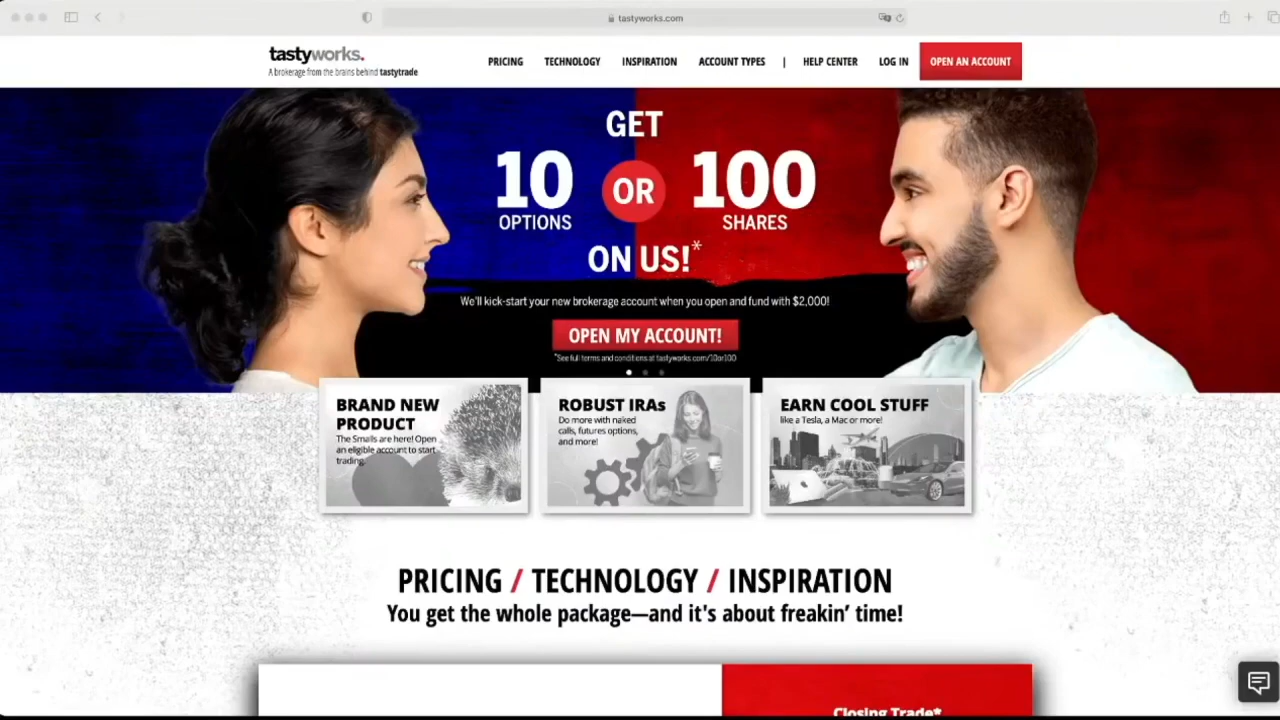 tastyworks.com
tastyworks.
A brokerage from the brains behind tastytrade
PRICING TECHNOLOGY INSPIRATION ACCOUNT TYPES | HELP CENTER LOG IN OPEN AN ACCOUNT
GET
10 OR 100
OPTIONS SHARES
ON US!*
We'll kick-start your new brokerage account when you open and fund with $2,000!
OPEN MY ACCOUNT!
*See full terms and conditions at tastyworks.com/10or100
BRAND NEW
PRODUCT
The Smalls are here! Open
an eligible account to start
trading.
ROBUST IRAs
Do more with naked
calls, futures options,
and more!
EARN COOL STUFF
like a Tesla, a Mac or more!
PRICING / TECHNOLOGY / INSPIRATION
You get the whole package—and it's about freakin' time!
Closing Trade*